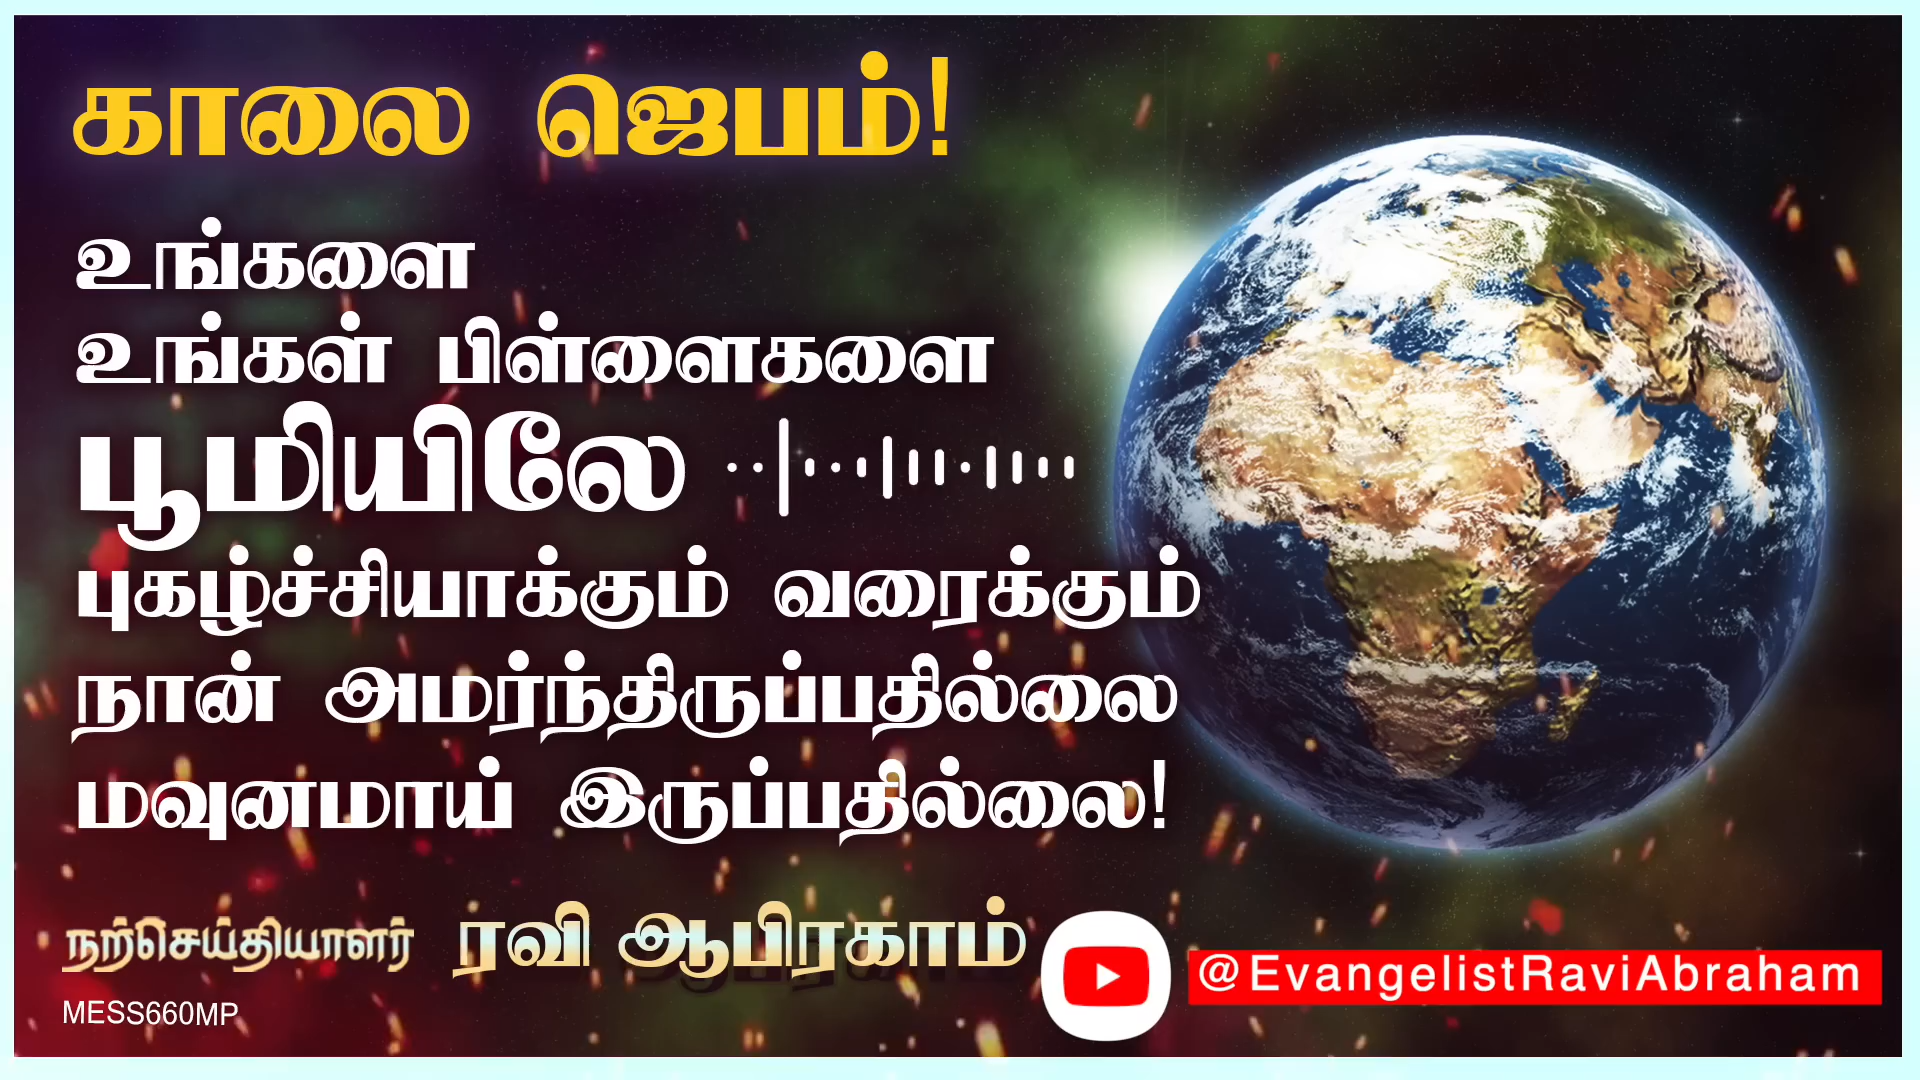 காலை ஜெபம்!
உங்களை
உங்கள் பிள்ளைகளை
பூமியிலே
புகழ்ச்சியாக்கும் வரைக்கும்
நான் அமர்ந்திருப்பதில்லை
மவுனமாய் இருப்பதில்லை!
நற்செய்தியாளர் ரவி ஆபிரகாம்
@EvangelistRaviAbraham
MESS660MP